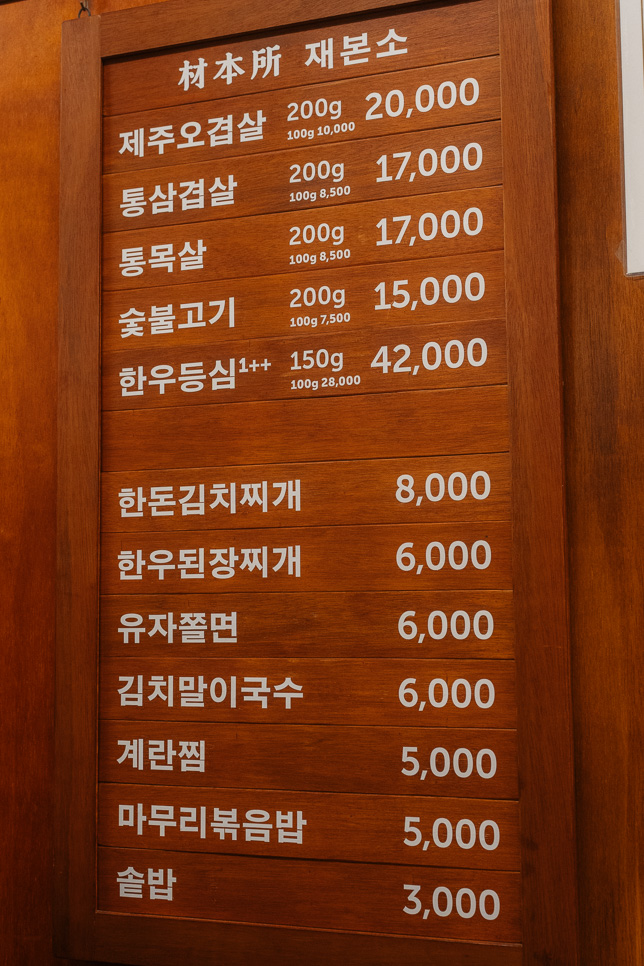 材本所 재본소
제주오겹살 200g 20,000
100g 10,000
통삼겹살 200g 17,000
100g 8,500
통목살 200g 17,000
100g 8,500
숯불고기 200g 15,000
100g 7,500
한우등심1++ 150g 42,000
100g 28,000
한돈김치찌개 8,000
한우된장찌개 6,000
유자쫄면 6,000
김치말이국수 6,000
계란찜 5,000
마무리볶음밥 5,000
솥밥 3,000